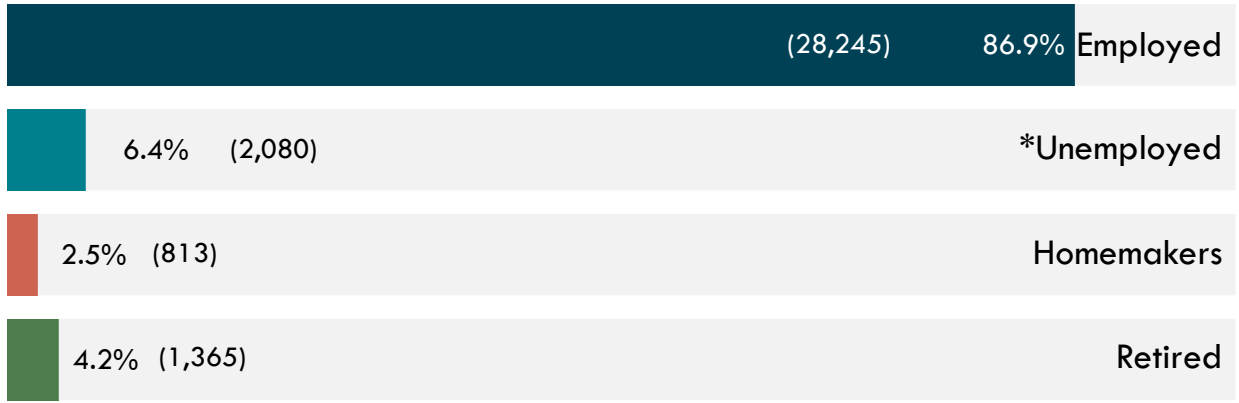 (28,245) 86.9% Employed
6.4% (2,080) *Unemployed
2.5% (813) Homemakers
4.2% (1,365) Retired